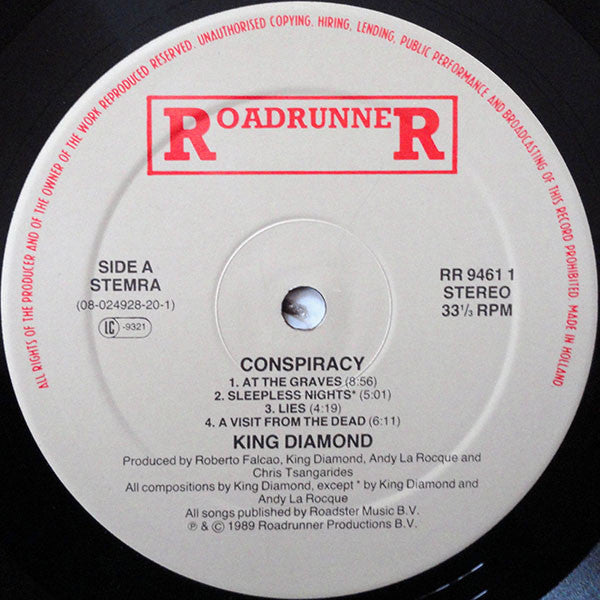 ALL RIGHTS OF THE PRODUCER AND OF THE OWNER OF THE WORK REPRODUCED RESERVED. UNAUTHORISED COPYING, HIRING, LENDING, PUBLIC PERFORMANCE AND BROADCASTING OF THIS RECORD PROHIBITED. MADE IN HOLLAND
ROADRUNNER
SIDE A
STEMRA
(08-024928-20-1)
LC -9321
RR 9461 1
STEREO
33⅓ RPM
CONSPIRACY
1. AT THE GRAVES (8:56)
2. SLEEPLESS NIGHTS* (5:01)
3. LIES (4:19)
4. A VISIT FROM THE DEAD (6:11)
KING DIAMOND
Produced by Roberto Falcao, King Diamond, Andy La Rocque and
Chris Tsangarides
All compositions by King Diamond, except * by King Diamond and
Andy La Rocque
All songs published by Roadster Music B.V.
℗ & © 1989 Roadrunner Productions B.V.